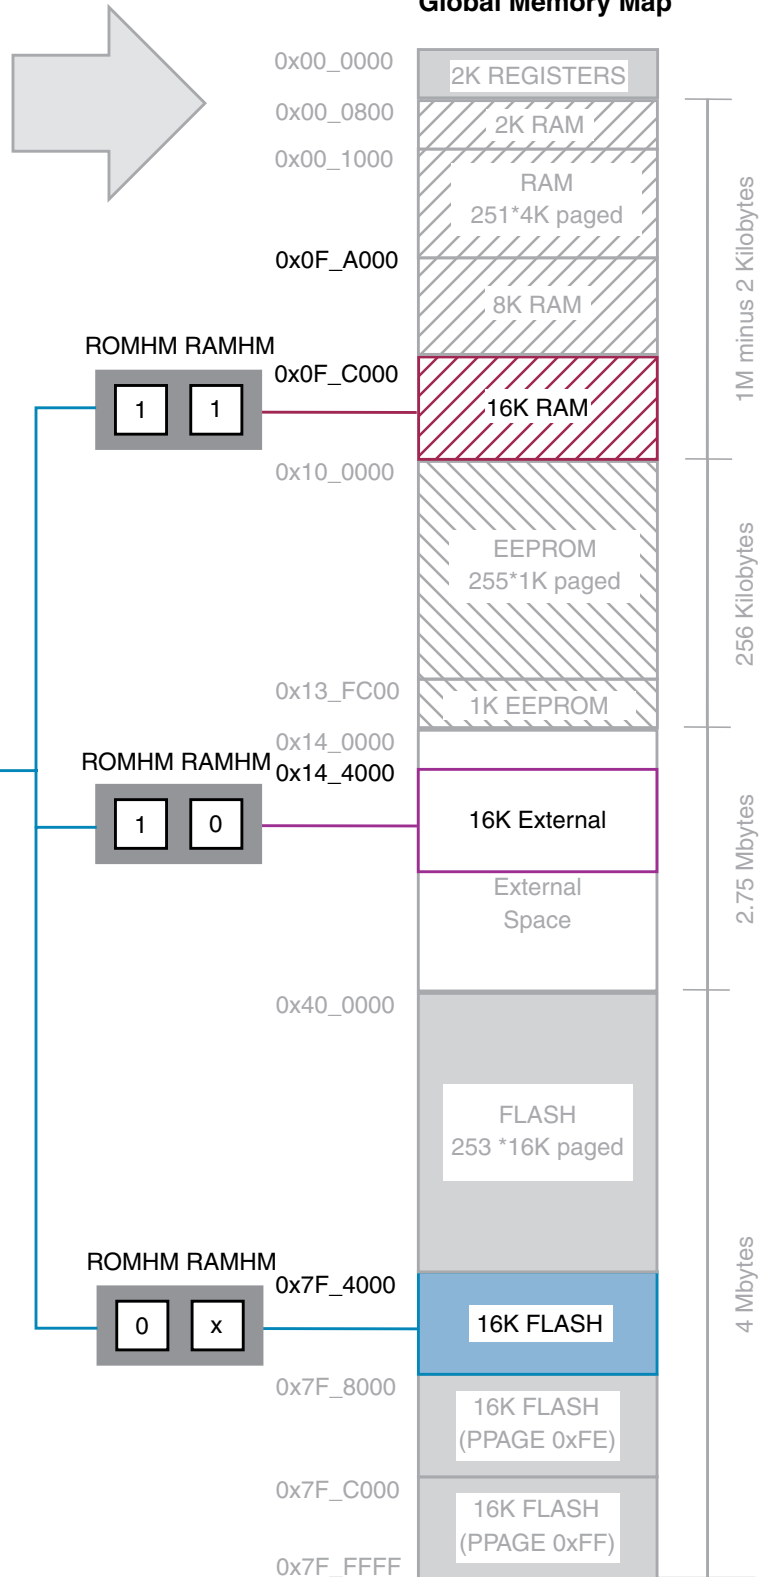 Global Memory Map
0x00_0000
2K REGISTERS
0x00_0800
2K RAM
0x00_1000
RAM
251*4K paged
0x0F_A000
8K RAM
1M minus 2 Kilobytes
ROMHM RAMHM
1 1
0x0F_C000
16K RAM
0x10_0000
EEPROM
255*1K paged
256 Kilobytes
0x13_FC00
1K EEPROM
0x14_0000
ROMHM RAMHM
0x14_4000
1 0
16K External
External
Space
2.75 Mbytes
0x40_0000
FLASH
253 *16K paged
4 Mbytes
ROMHM RAMHM
0x7F_4000
0 x
16K FLASH
0x7F_8000
16K FLASH
(PPAGE 0xFE)
0x7F_C000
16K FLASH
(PPAGE 0xFF)
0x7F_FFFF